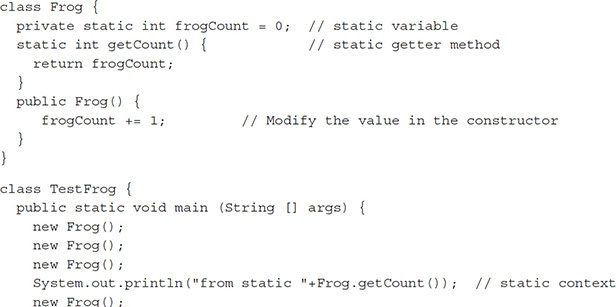 class Frog {
  private static int frogCount = 0;  // static variable
  static int getCount() {            // static getter method
    return frogCount;
  }
  public Frog() {
     frogCount += 1;         // Modify the value in the constructor
  }
}
class TestFrog {
  public static void main (String [] args) {
    new Frog();
    new Frog();
    new Frog();
    System.out.println("from static "+Frog.getCount());  // static context
    new Frog();